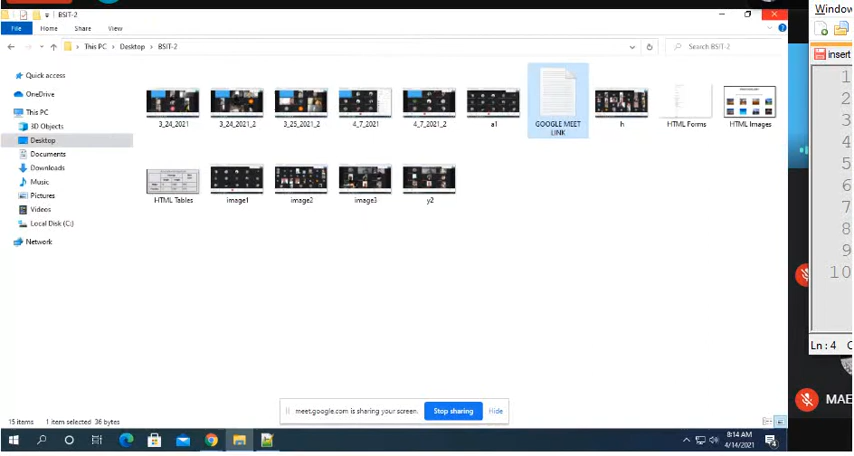 BSIT-2
Window
File Home Share View
This PC Desktop BSIT-2
Search BSIT-2
insert
Quick access
OneDrive
This PC
3D Objects
Desktop
Documents
Downloads
Music
Pictures
Videos
Local Disk (C:)
Network
3_24_2021
3_24_2021_2
3_25_2021_2
4_7_2021
4_7_2021_2
a1
GOOGLE MEET
LINK
h
HTML Forms
HTML Images
HTML Tables
image1
image2
image3
y2
1
2
3
4
5
6
7
8
9
10
Ln : 4
MAE
meet.google.com is sharing your screen.
Stop sharing
Hide
15 items 1 item selected 36 bytes
8:14 AM
4/14/2021